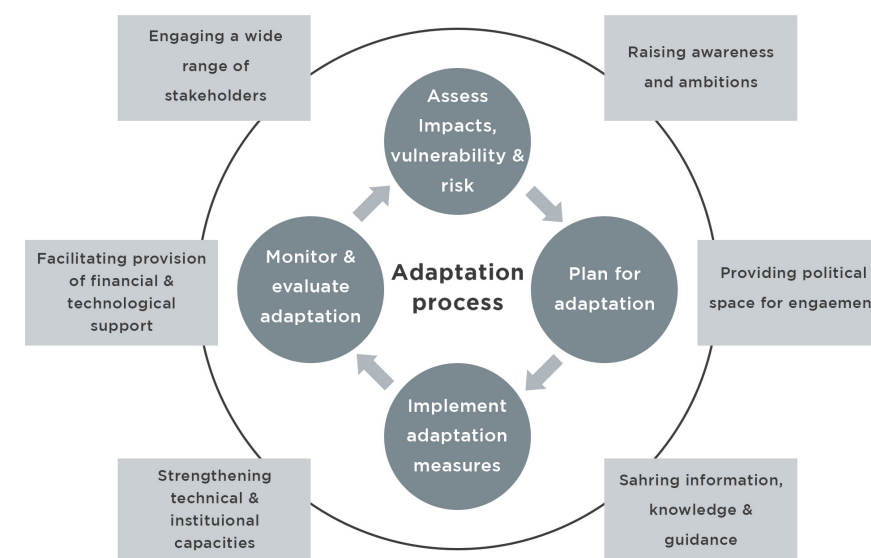 Engaging a wide
range of
stakeholders
Raising awareness
and ambitions
Assess
Impacts,
vulnerability &
risk
Facilitating provision
of financial &
technological
support
Monitor &
evaluate
adaptation
Adaptation
process
Plan for
adaptation
Providing political
space for engaemen
Implement
adaptation
measures
Strengthening
technical &
instituional
capacities
Sahring information,
knowledge &
guidance